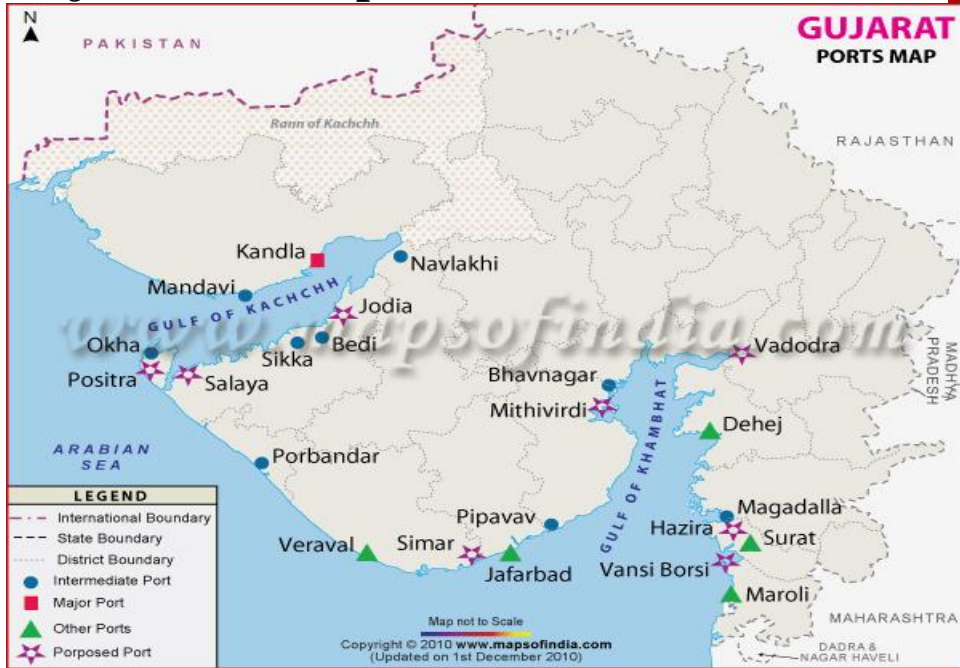 N
PAKISTAN
GUJARAT
PORTS MAP
Rann of Kachchh
RAJASTHAN
Kandla
Navlakhi
Mandavi
GULF OF KACHCHH
Jodia
www.mapsofindia.com
Okha
Sikka
Bedi
Vadodra
MADHYA
PRADESH
Positra
Salaya
Bhavnagar
Mithivirdi
GULF OF KHAMBHAT
Dehej
ARABIAN
SEA
Porbandar
LEGEND
International Boundary
State Boundary
District Boundary
Intermediate Port
Major Port
Other Ports
Porposed Port
Pipavav
Magadalla
Hazira
Surat
Veraval
Simar
Jafarbad
Vansi Borsi
Maroli
MAHARASHTRA
Map not to Scale
Copyright © 2010 www.mapsofindia.com
(Updated on 1st December 2010)
DADRA &
NAGAR HAVELI